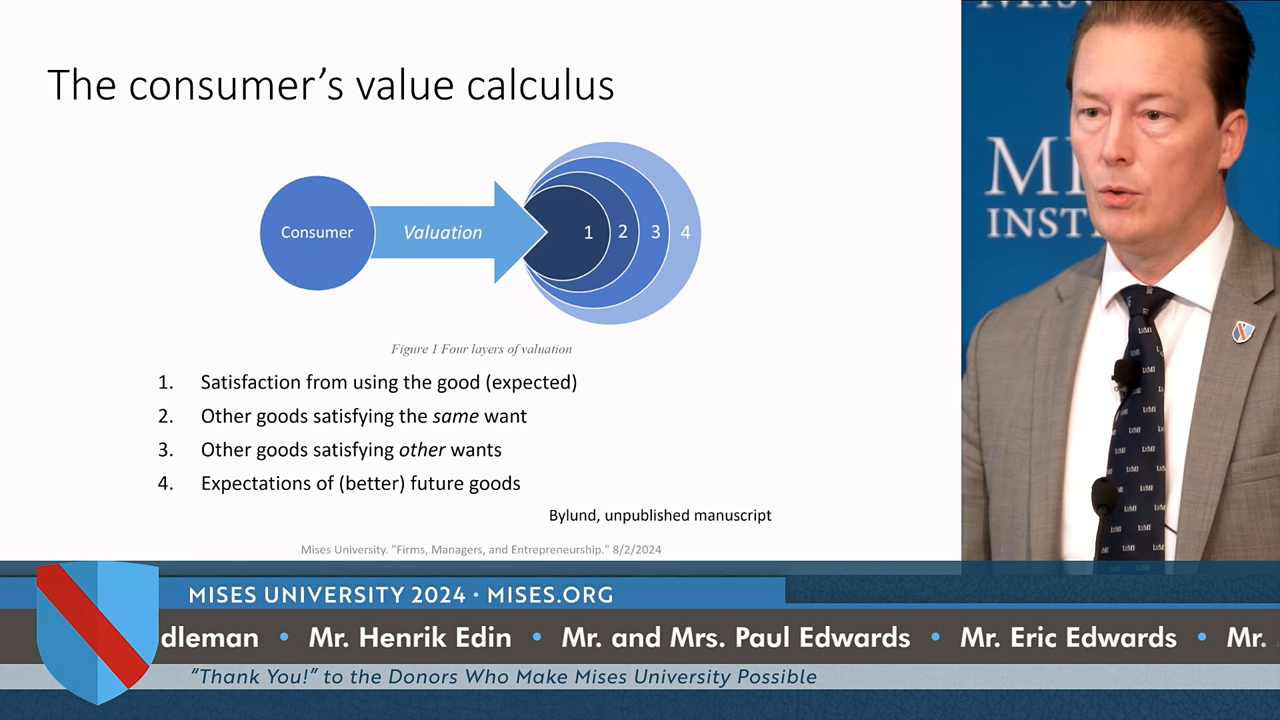 The consumer's value calculus
Consumer
Valuation
1
2
3
4
Figure 1 Four layers of valuation
1. Satisfaction from using the good (expected)
2. Other goods satisfying the same want
3. Other goods satisfying other wants
4. Expectations of (better) future goods
Bylund, unpublished manuscript
Mises University. "Firms, Managers, and Entrepreneurship." 8/2/2024
INST
MISES UNIVERSITY 2024 • MISES.ORG
dleman • Mr. Henrik Edin • Mr. and Mrs. Paul Edwards • Mr. Eric Edwards • Mr.
“Thank You!” to the Donors Who Make Mises University Possible